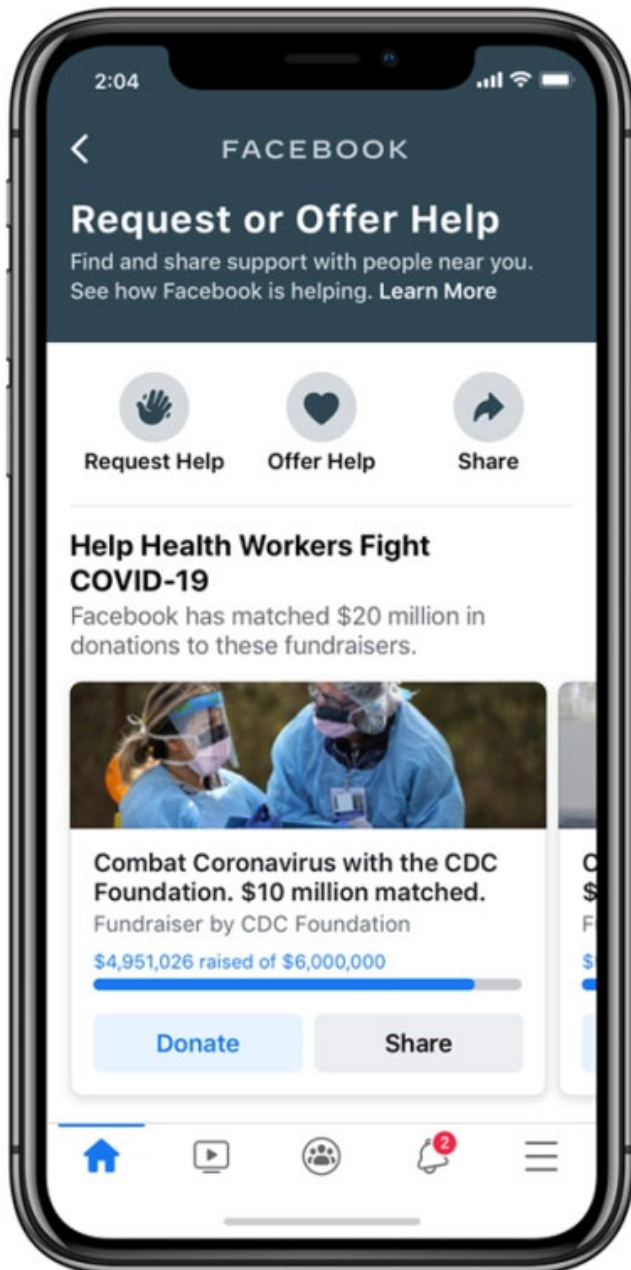 2:04
FACEBOOK
Request or Offer Help
Find and share support with people near you.
See how Facebook is helping. Learn More
Request Help
Offer Help
Share
Help Health Workers Fight
COVID-19
Facebook has matched $20 million in
donations to these fundraisers.
Combat Coronavirus with the CDC
Foundation. $10 million matched.
Fundraiser by CDC Foundation
$4,951,026 raised of $6,000,000
Donate
Share
2